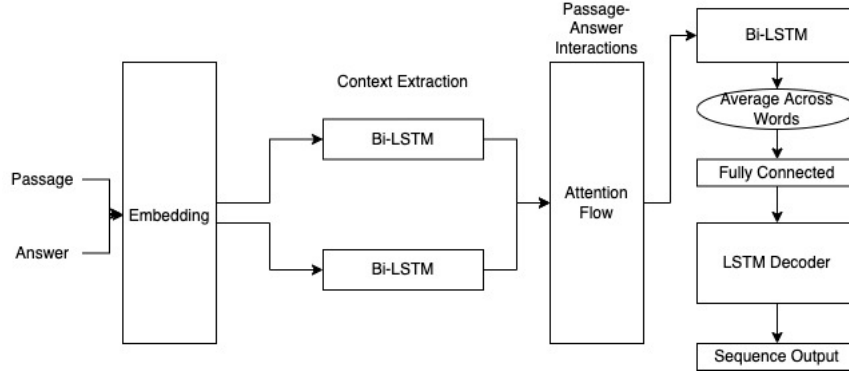 Passage
Answer
Embedding
Context Extraction
Bi-LSTM
Bi-LSTM
Passage-
Answer
Interactions
Attention
Flow
Bi-LSTM
Average Across
Words
Fully Connected
LSTM Decoder
Sequence Output